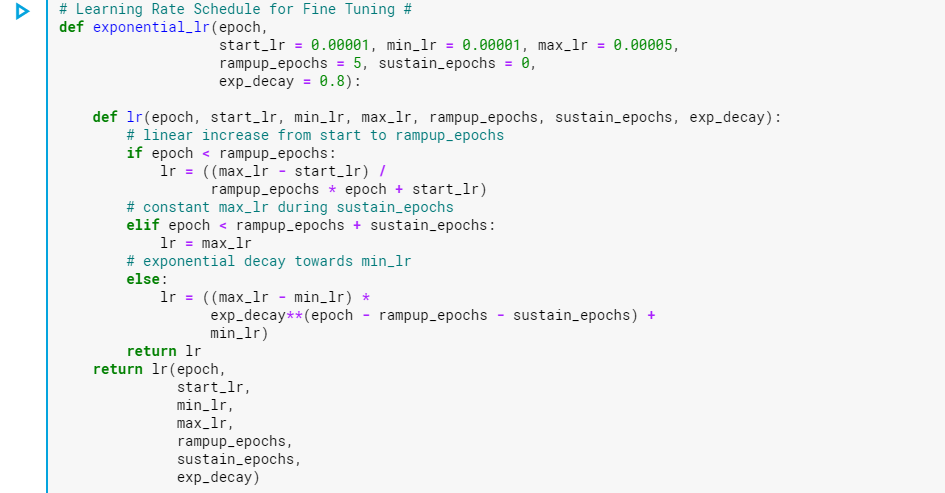 # Learning Rate Schedule for Fine Tuning #
def exponential_lr(epoch,
                   start_lr = 0.00001, min_lr = 0.00001, max_lr = 0.00005,
                   rampup_epochs = 5, sustain_epochs = 0,
                   exp_decay = 0.8):

    def lr(epoch, start_lr, min_lr, max_lr, rampup_epochs, sustain_epochs, exp_decay):
        # linear increase from start to rampup_epochs
        if epoch < rampup_epochs:
            lr = ((max_lr - start_lr) /
                  rampup_epochs * epoch + start_lr)
        # constant max_lr during sustain_epochs
        elif epoch < rampup_epochs + sustain_epochs:
            lr = max_lr
        # exponential decay towards min_lr
        else:
            lr = ((max_lr - min_lr) *
                  exp_decay**(epoch - rampup_epochs - sustain_epochs) +
                  min_lr)
        return lr
    return lr(epoch,
              start_lr,
              min_lr,
              max_lr,
              rampup_epochs,
              sustain_epochs,
              exp_decay)